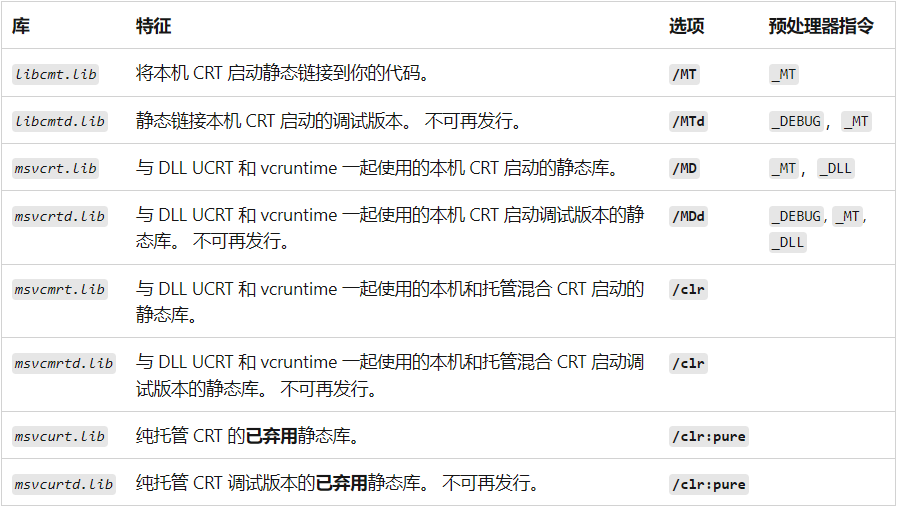 库 特征 选项 预处理器指令
libcmt.lib 将本机 CRT 启动静态链接到你的代码。 /MT _MT
libcmtd.lib 静态链接本机 CRT 启动的调试版本。 不可再发行。 /MTd _DEBUG, _MT
msvcrt.lib 与 DLL UCRT 和 vcruntime 一起使用的本机 CRT 启动的静态库。 /MD _MT, _DLL
msvcrtd.lib 与 DLL UCRT 和 vcruntime 一起使用的本机 CRT 启动调试版本的静 /MDd _DEBUG, _MT,
态库。 不可再发行。 _DLL
msvcmrt.lib 与 DLL UCRT 和 vcruntime 一起使用的本机和托管混合 CRT 启动的 /clr
静态库。
msvcmrtd.lib 与 DLL UCRT 和 vcruntime 一起使用的本机和托管混合 CRT 启动调 /clr
试版本的静态库。 不可再发行。
msvcurt.lib 纯托管 CRT 的已弃用静态库。 /clr:pure
msvcurtd.lib 纯托管 CRT 调试版本的已弃用静态库。 不可再发行。 /clr:pure